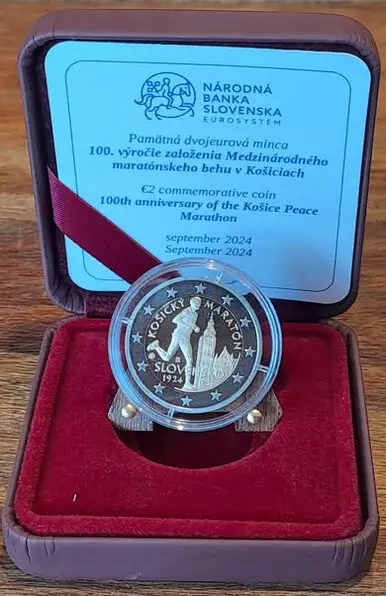 NÁRODNÁ
BANKA
SLOVENSKA
EUROSYSTÉM
Pamätná dvojeurová minca
100. výročie založenia Medzinárodného
maratónskeho behu v Košiciach
€2 commemorative coin
100th anniversary of the Košice Peace
Marathon
september 2024
September 2024
KOŠICKÝ MARATÓN
SLOVENSKO
1924